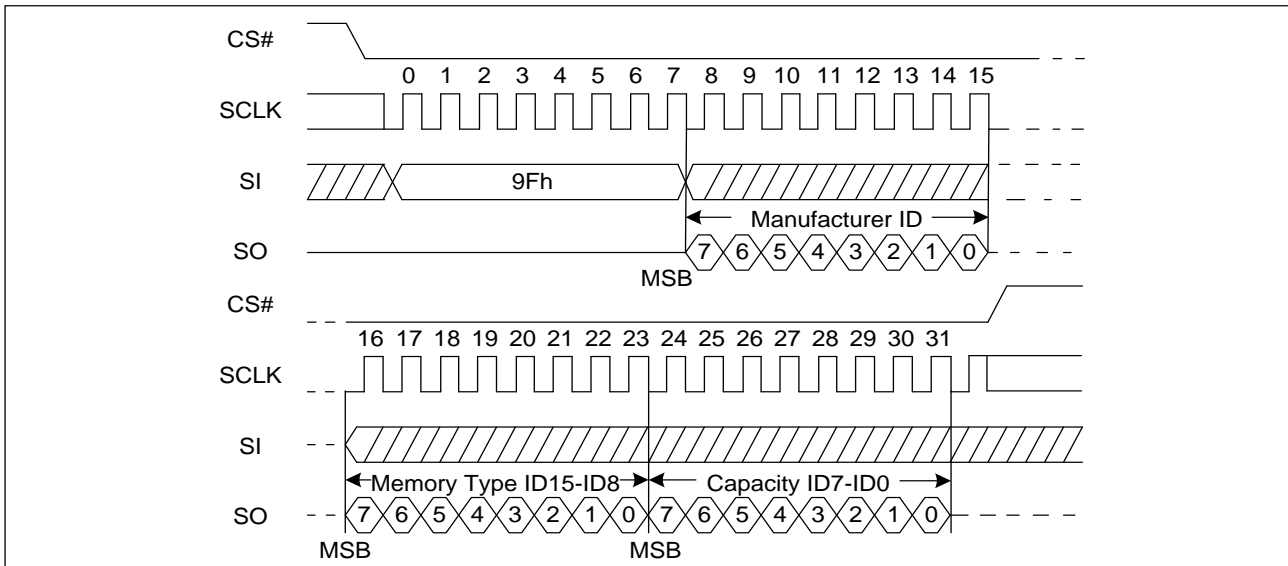 CS#
0 1 2 3 4 5 6 7 8 9 10 11 12 13 14 15
SCLK
SI
9Fh
Manufacturer ID
SO
7 6 5 4 3 2 1 0
MSB
CS#
16 17 18 19 20 21 22 23 24 25 26 27 28 29 30 31
SCLK
SI
Memory Type ID15-ID8 Capacity ID7-ID0
SO
7 6 5 4 3 2 1 0 7 6 5 4 3 2 1 0
MSB MSB